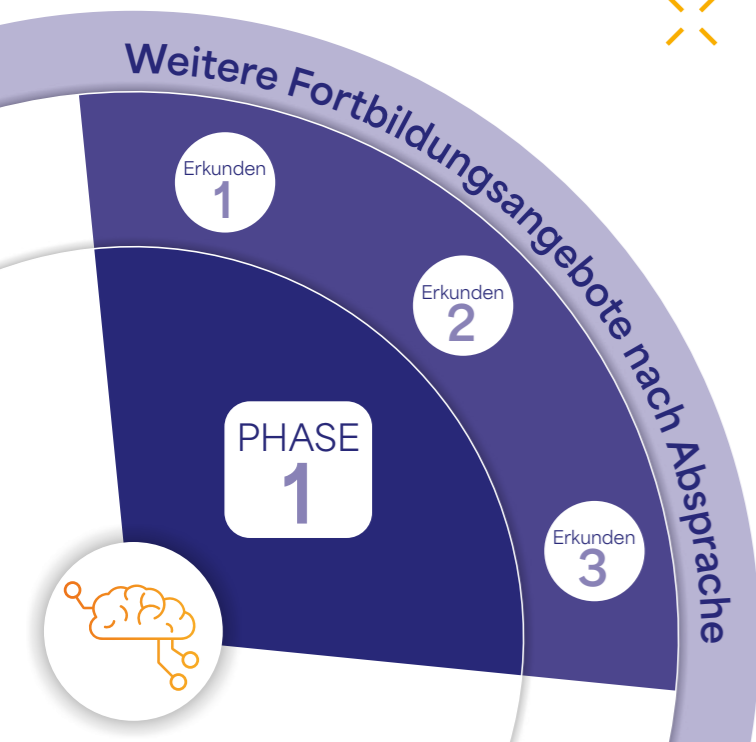 Weitere Fortbildungsangebote nach Absprache
Erkunden
1
Erkunden
2
PHASE
1
Erkunden
3